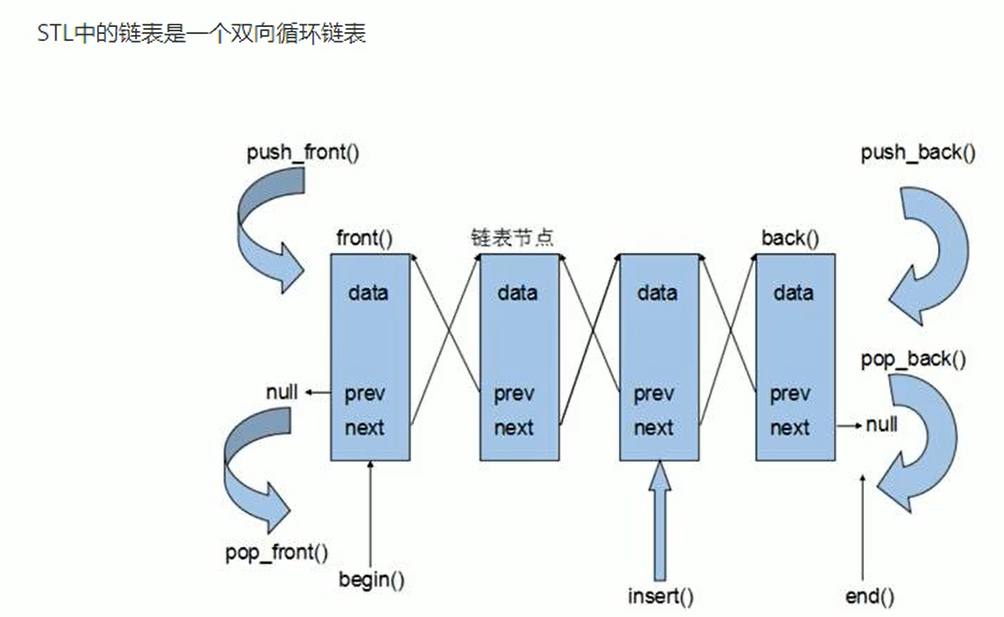 STL中的链表是一个双向循环链表
push_front()
push_back()
front()
链表节点
back()
data
data
data
data
pop_back()
null
prev
prev
prev
prev
next
next
next
next
null
pop_front()
begin()
insert()
end()